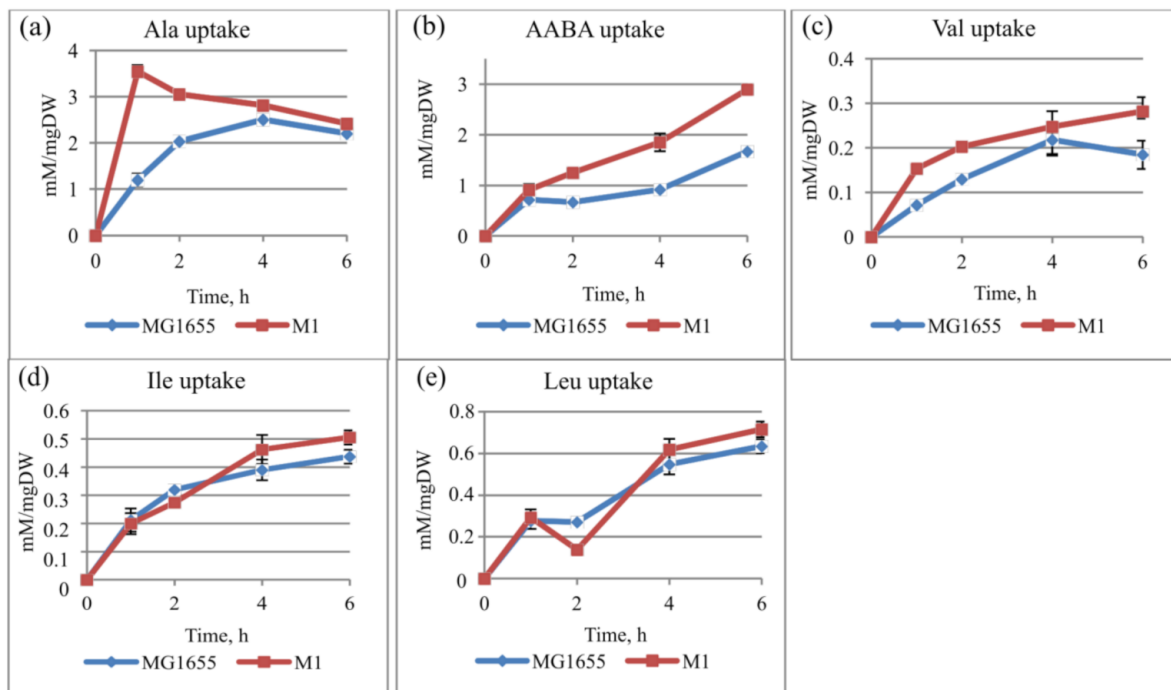 (a)
Ala uptake
mM/mgDW
4
3
2
1
0
0 2 4 6
Time, h
MG1655 M1
(b)
AABA uptake
mM/mgDW
3
2
1
0
0 2 4 6
Time, h
MG1655 M1
(c)
Val uptake
mM/mgDW
0.4
0.3
0.2
0.1
0
0 2 4 6
Time, h
MG1655 M1
(d)
Ile uptake
mM/mgDW
0.6
0.5
0.4
0.3
0.2
0.1
0
0 2 4 6
Time, h
MG1655 M1
(e)
Leu uptake
mM/mgDW
0.8
0.6
0.4
0.2
0
0 2 4 6
Time, h
MG1655 M1